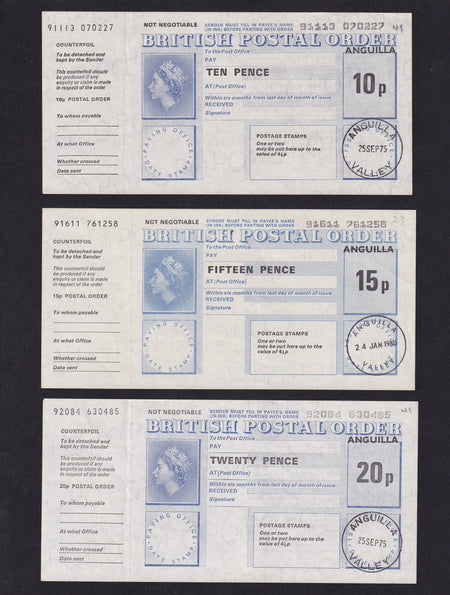 91113 070227
NOT NEGOTIABLE
SENDER MUST FILL IN PAYEE'S NAME
(IN INK) BEFORE PARTING WITH ORDER
91113 070227
49
COUNTERFOIL
BRITISH POSTAL ORDER
To be detached and
kept by the Sender
To the Post Office
ANGUILLA
PAY
This counterfoil should
be produced if any
enquiry or claim is made
in respect of the order
TEN PENCE
10p
AT (Post Office)
10p POSTAL ORDER
Within six months from last day of month of issue
RECEIVED
To whom payable
Signature
PAYING OFFICE
DATE STAMP
POSTAGE STAMPS
One or two
may be put here up to the
value of 4½p
ANGUILLA
25SEP75
VALLEY
At what Office
Whether crossed
Date sent
91611 761258
NOT NEGOTIABLE
SENDER MUST FILL IN PAYEE'S NAME
(IN INK) BEFORE PARTING WITH ORDER
91611 761258
23
COUNTERFOIL
BRITISH POSTAL ORDER
To be detached and
kept by the Sender
To the Post Office
ANGUILLA
PAY
This counterfoil should
be produced if any
enquiry or claim is made
in respect of the order
FIFTEEN PENCE
15p
AT (Post Office)
15p POSTAL ORDER
Within six months from last day of month of issue
RECEIVED
To whom payable
Signature
PAYING OFFICE
DATE STAMP
POSTAGE STAMPS
One or two
may be put here up to the
value of 4½p
ANGUILLA
24 JAN 1980
VALLEY
At what Office
Whether crossed
Date sent
92084 630485
NOT NEGOTIABLE
SENDER MUST FILL IN PAYEE'S NAME
(IN INK) BEFORE PARTING WITH ORDER
92084 630485
COUNTERFOIL
BRITISH POSTAL ORDER
To be detached and
kept by the Sender
To the Post Office
ANGUILLA
PAY
This counterfoil should
be produced if any
enquiry or claim is made
in respect of the order
TWENTY PENCE
20p
AT (Post Office)
20p POSTAL ORDER
Within six months from last day of month of issue
RECEIVED
To whom payable
Signature
PAYING OFFICE
DATE STAMP
POSTAGE STAMPS
One or two
may be put here up to the
value of 4½p
ANGUILLA
25SEP75
VALLEY
At what Office
Whether crossed
Date sent